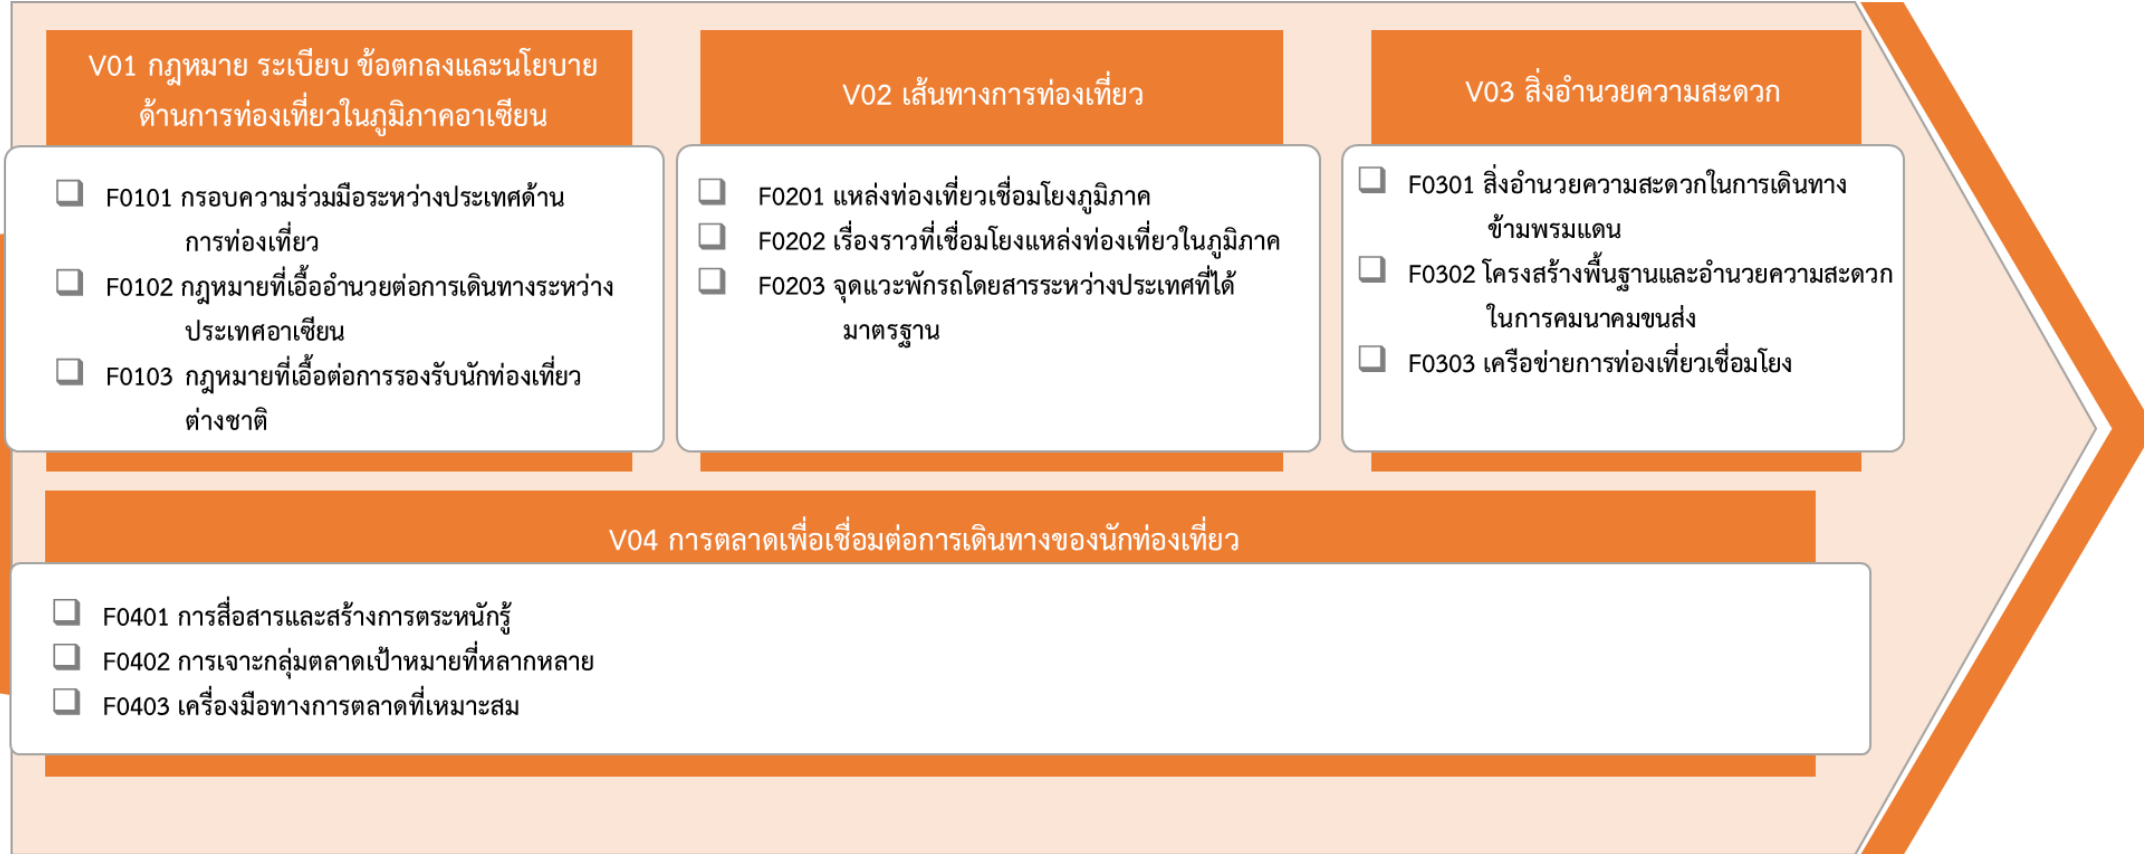 V01 กฎหมาย ระเบียบ ข้อตกลงและนโยบาย
ด้านการท่องเที่ยวในภูมิภาคอาเซียน
F0101 กรอบความร่วมมือระหว่างประเทศด้าน
การท่องเที่ยว
F0102 กฎหมายที่เอื้ออำนวยต่อการเดินทางระหว่าง
ประเทศอาเซียน
F0103 กฎหมายที่เอื้อต่อการรองรับนักท่องเที่ยว
ต่างชาติ
V02 เส้นทางการท่องเที่ยว
F0201 แหล่งท่องเที่ยวเชื่อมโยงภูมิภาค
F0202 เรื่องราวที่เชื่อมโยงแหล่งท่องเที่ยวในภูมิภาค
F0203 จุดแวะพักรถโดยสารระหว่างประเทศที่ได้
มาตรฐาน
V03 สิ่งอำนวยความสะดวก
F0301 สิ่งอำนวยความสะดวกในการเดินทาง
ข้ามพรมแดน
F0302 โครงสร้างพื้นฐานและอำนวยความสะดวก
ในการคมนาคมขนส่ง
F0303 เครือข่ายการท่องเที่ยวเชื่อมโยง
V04 การตลาดเพื่อเชื่อมต่อการเดินทางของนักท่องเที่ยว
F0401 การสื่อสารและสร้างการตระหนักรู้
F0402 การเจาะกลุ่มตลาดเป้าหมายที่หลากหลาย
F0403 เครื่องมือทางการตลาดที่เหมาะสม